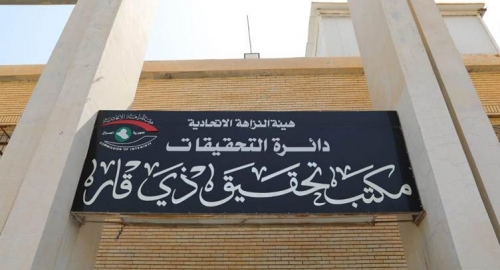 هيئة النزاهة الاتحادية
دائرة التحقيقات
مكتب تحقيق ذي قار